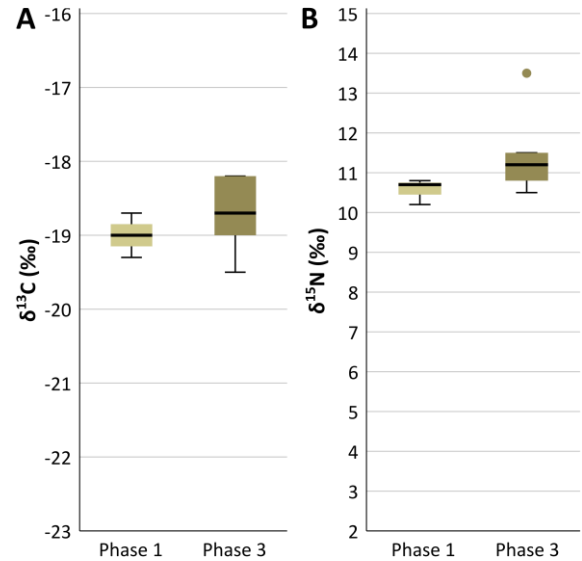 A
δ¹³C (‰)
-16
-17
-18
-19
-20
-21
-22
-23
Phase 1
Phase 3
B
δ¹⁵N (‰)
15
14
13
12
11
10
9
8
7
6
5
4
3
2
Phase 1
Phase 3